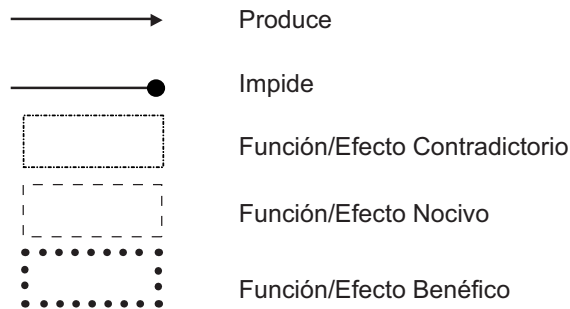 Produce
Impide
Función/Efecto Contradictorio
Función/Efecto Nocivo
Función/Efecto Benéfico